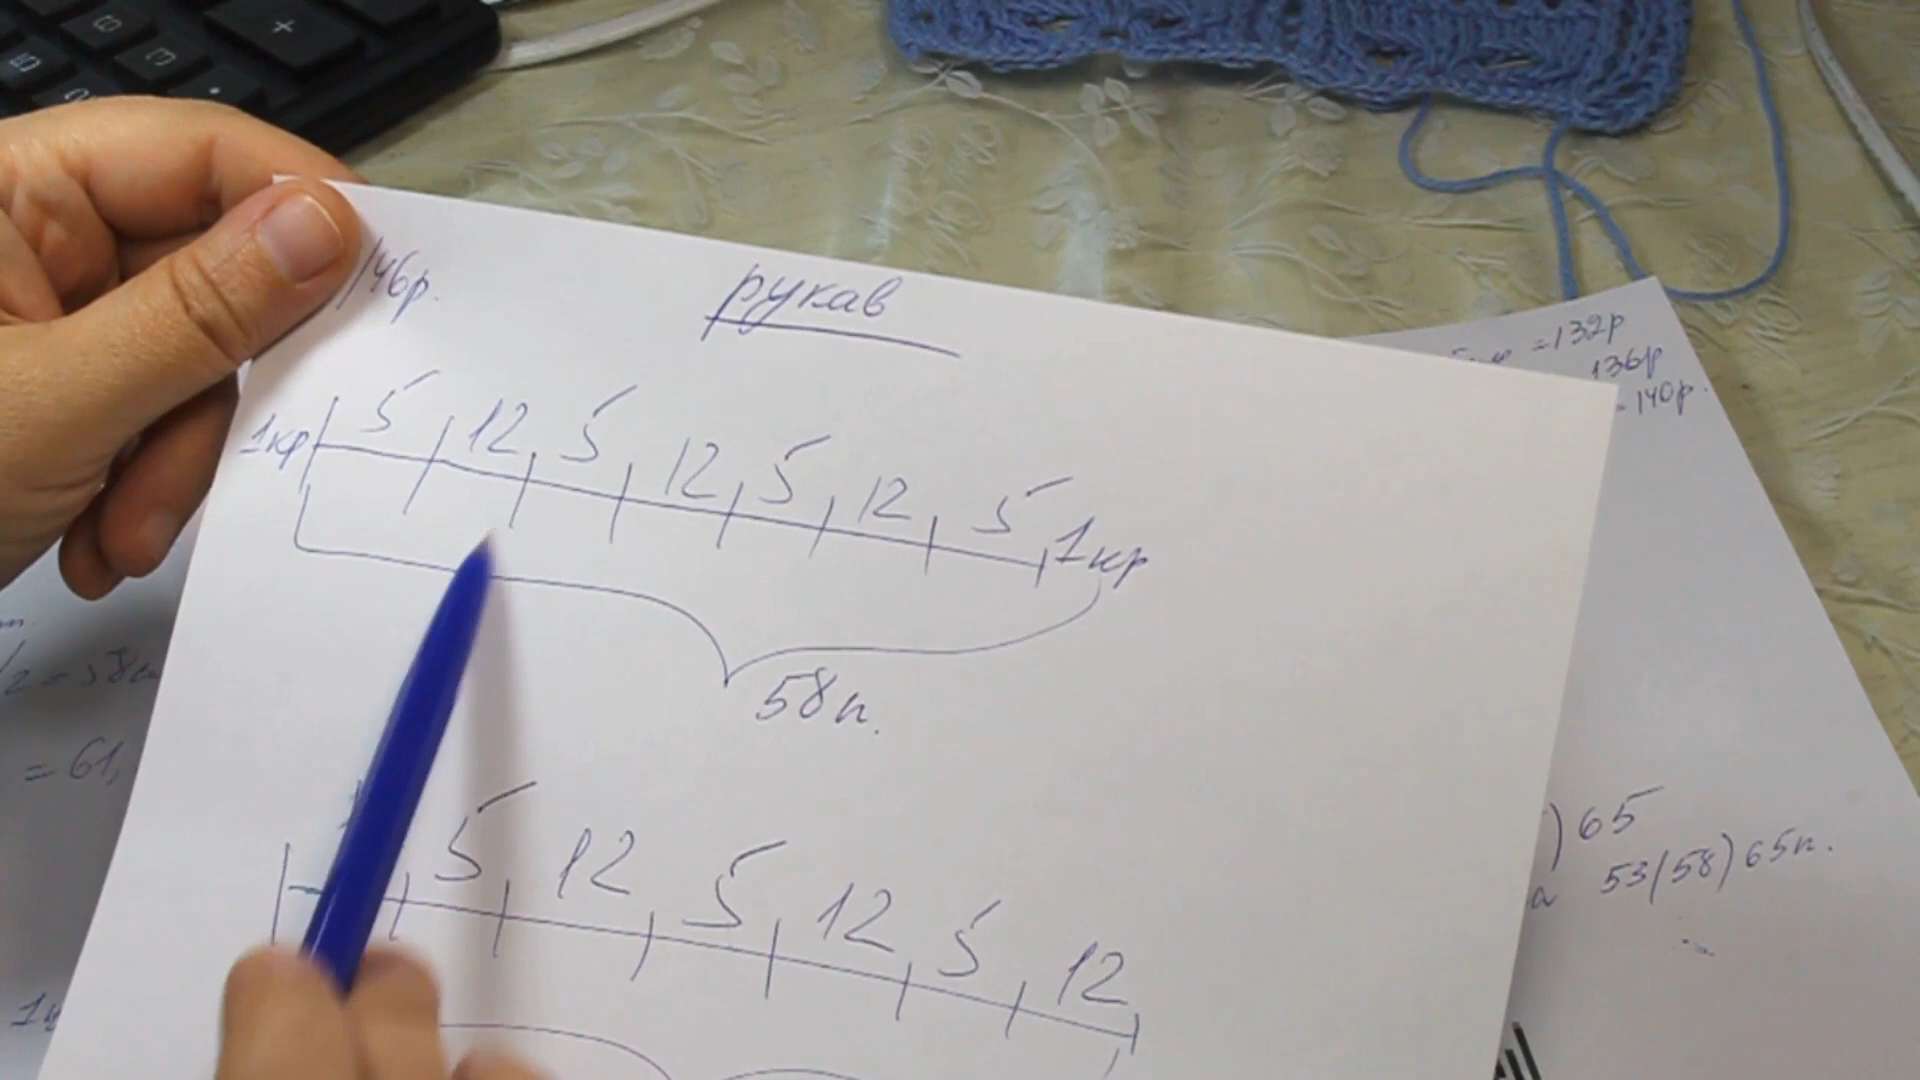 146р.
рукав
1кр 5 12 5 12 5 12 5 1кр
58п.
5 12 5 12 5 12
=132р
136р
=140р.
= 61,
65
53(58)65п.